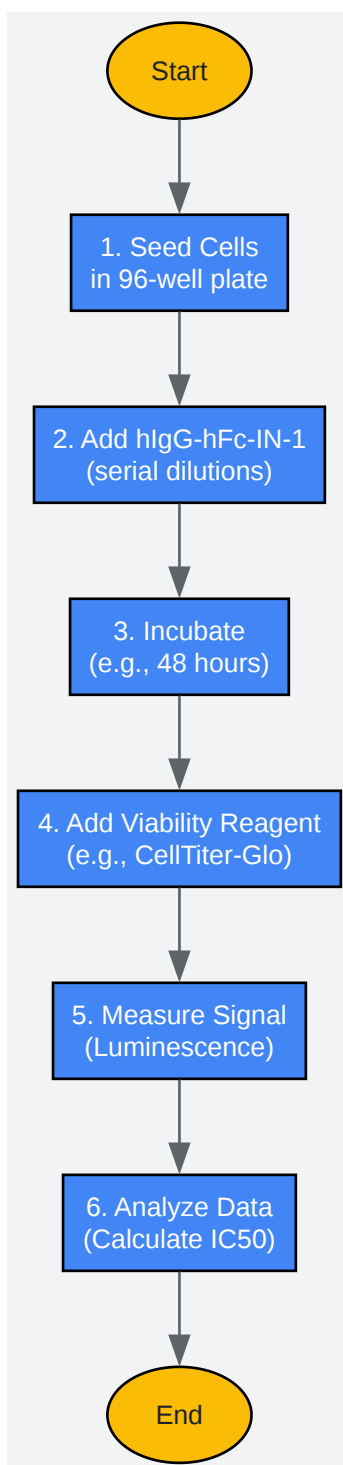 Start
1. Seed Cells
in 96-well plate
2. Add hIgG-hFc-IN-1
(serial dilutions)
3. Incubate
(e.g., 48 hours)
4. Add Viability Reagent
(e.g., CellTiter-Glo)
5. Measure Signal
(Luminescence)
6. Analyze Data
(Calculate IC50)
End